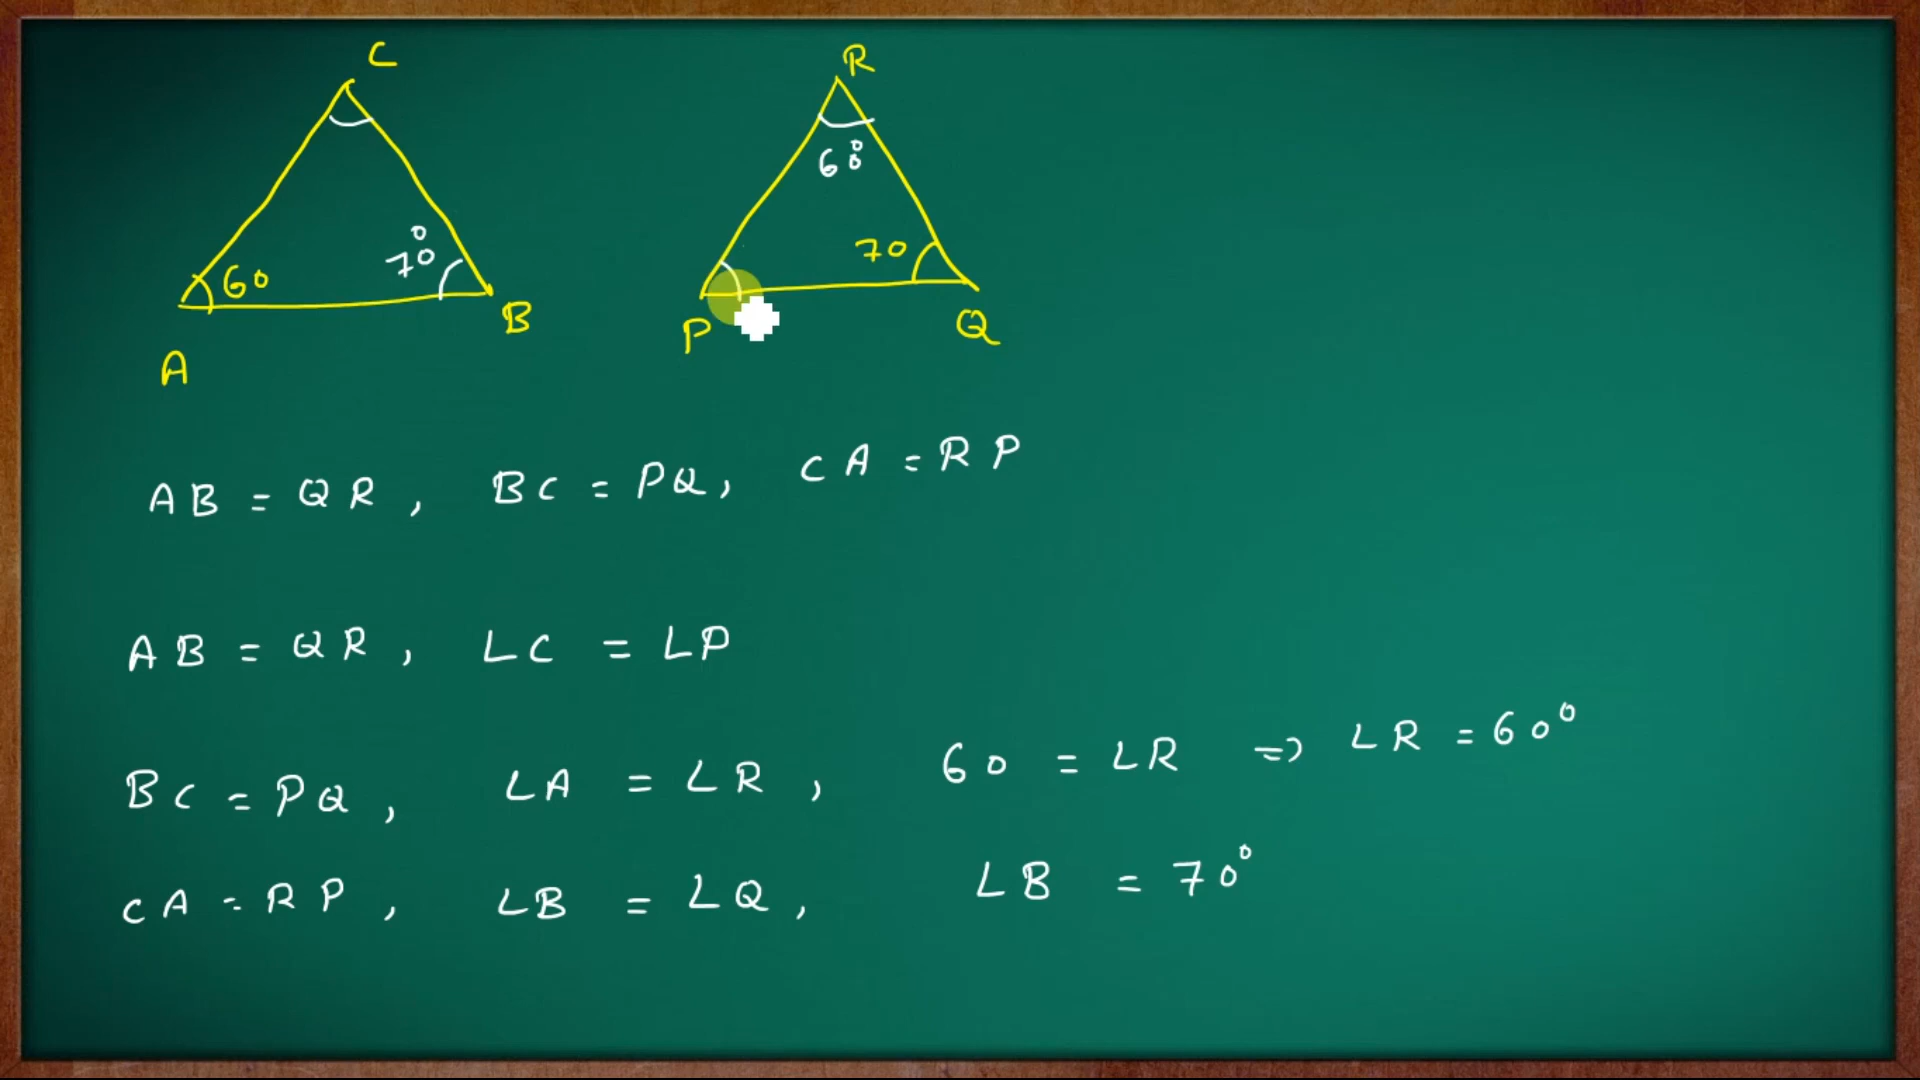 C
R
60°
70°
60
70
A
B
P
Q
AB = QR , BC = PQ, CA = RP
AB = QR , ∠C = ∠P
BC = PQ , ∠A = ∠R , 60 = ∠R => ∠R = 60°
CA = RP , ∠B = ∠Q , ∠B = 70°